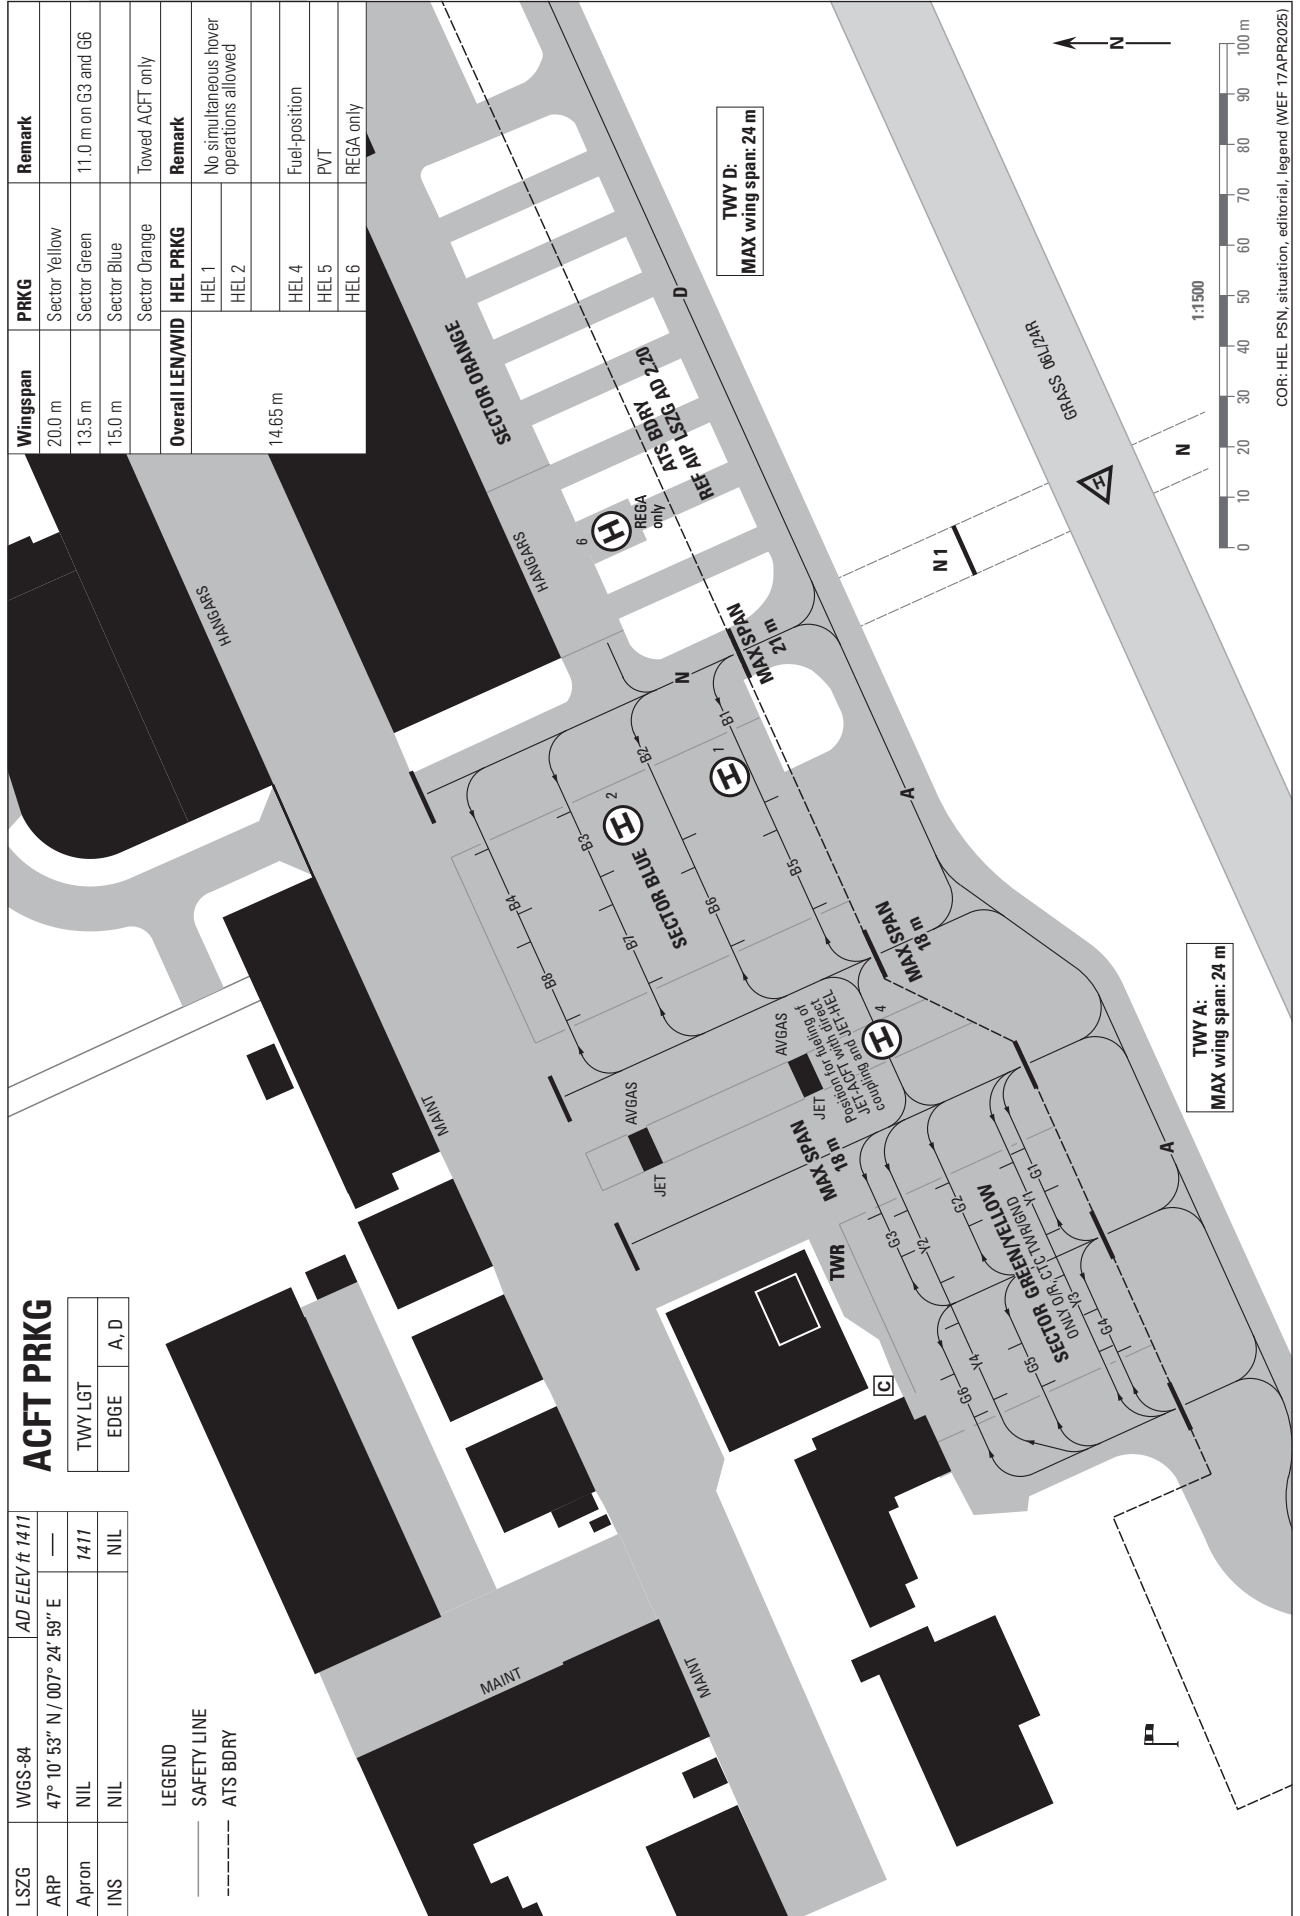 LSZG
WGS-84
AD ELEV ft 1411
ARP
47° 10' 53" N / 007° 24' 59" E
—
Apron
NIL
1411
INS
NIL
NIL
ACFT PRKG
TWY LGT
EDGE
A, D
Wingspan
PRKG
Remark
20.0 m
Sector Yellow
13.5 m
Sector Green
11.0 m on G3 and G6
15.0 m
Sector Blue
Sector Orange
Towed ACFT only
Overall LEN/WID
HEL PRKG
Remark
14.65 m
HEL 1
HEL 2
No simultaneous hover
operations allowed
HEL 4
Fuel-position
HEL 5
PVT
HEL 6
REGA only
LEGEND
SAFETY LINE
ATS BDRY
MAINT
MAINT
MAINT
HANGARS
HANGARS
SECTOR ORANGE
6
H
REGA
only
ATS BDRY
REF AIP LSZG AD 2.20
D
TWY D:
MAX wing span: 24 m
N
MAX SPAN
21 m
B1
B2
B3
B4
B5
B6
B7
B8
H
1
H
2
SECTOR BLUE
A
MAX SPAN
18 m
AVGAS
JET
AVGAS
JET
Position for fueling of
JET-ACFT with direct
coupling and JET-HEL
H
4
MAX SPAN
18 m
TWR
C
G3
Y2
G2
G1
Y1
SECTOR GREEN/YELLOW
ONLY O/R, CTC TWR/GND
Y3
G4
G5
Y4
G6
A
TWY A:
MAX wing span: 24 m
N1
N
H
GRASS 06L/24R
N
1:1500
0
10
20
30
40
50
60
70
80
90
100 m
COR: HEL PSN, situation, editorial, legend (WEF 17APR2025)